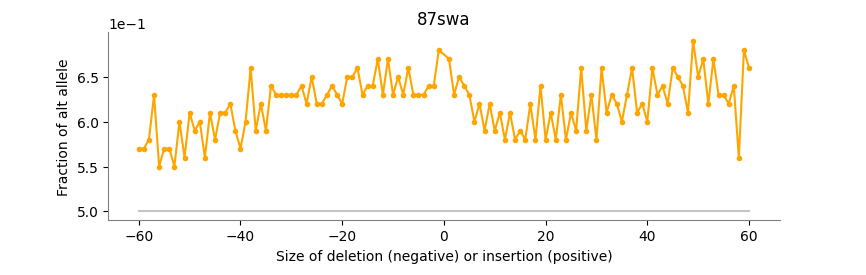 87swa
1e−1
Fraction of alt allele
6.5
6.0
5.5
5.0
−60 −40 −20 0 20 40 60
Size of deletion (negative) or insertion (positive)